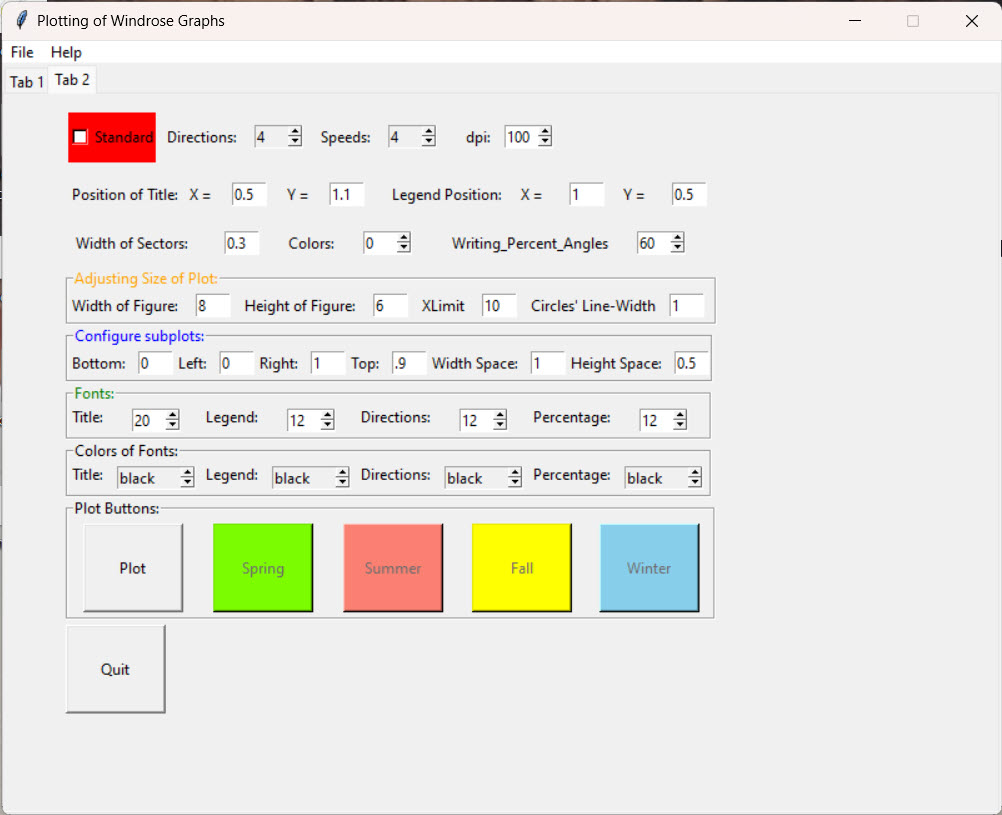 Plotting of Windrose Graphs
File Help
Tab 1 Tab 2
Standard Directions: 4 Speeds: 4 dpi: 100
Position of Title: X = 0.5 Y = 1.1 Legend Position: X = 1 Y = 0.5
Width of Sectors: 0.3 Colors: 0 Writing_Percent_Angles 60
Adjusting Size of Plot:
Width of Figure: 8 Height of Figure: 6 XLimit 10 Circles' Line-Width 1
Configure subplots:
Bottom: 0 Left: 0 Right: 1 Top: .9 Width Space: 1 Height Space: 0.5
Fonts:
Title: 20 Legend: 12 Directions: 12 Percentage: 12
Colors of Fonts:
Title: black Legend: black Directions: black Percentage: black
Plot Buttons:
Plot Spring Summer Fall Winter
Quit